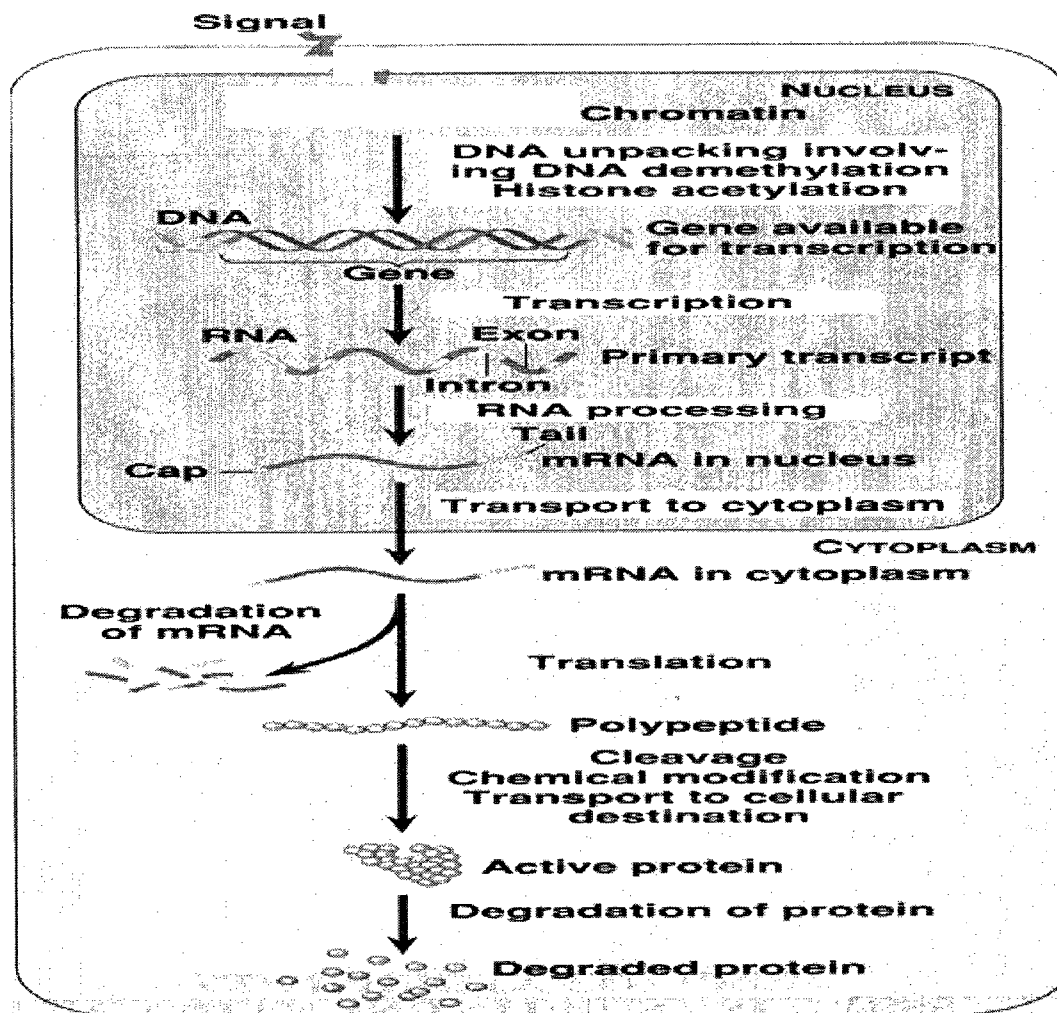 Signal
NUCLEUS
Chromatin
DNA unpacking involv-
ing DNA demethylation
Histone acetylation
DNA
Gene available
for transcription
Gene
Transcription
RNA
Exon
Primary transcript
Intron
RNA processing
Tail
Cap
mRNA in nucleus
Transport to cytoplasm
CYTOPLASM
mRNA in cytoplasm
Degradation
of mRNA
Translation
Polypeptide
Cleavage
Chemical modification
Transport to cellular
destination
Active protein
Degradation of protein
Degraded protein